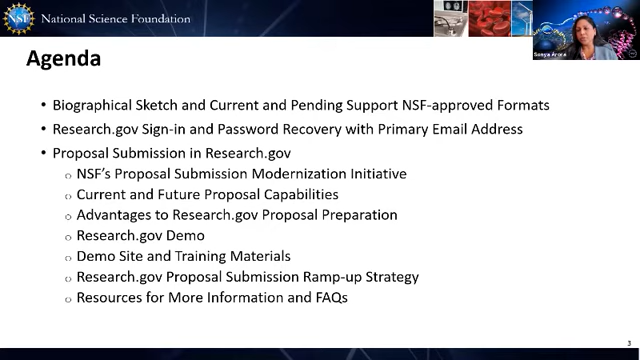 NSF
National Science Foundation
Sonya Arora
Agenda
• Biographical Sketch and Current and Pending Support NSF-approved Formats
• Research.gov Sign-in and Password Recovery with Primary Email Address
• Proposal Submission in Research.gov
o NSF's Proposal Submission Modernization Initiative
o Current and Future Proposal Capabilities
o Advantages to Research.gov Proposal Preparation
o Research.gov Demo
o Demo Site and Training Materials
o Research.gov Proposal Submission Ramp-up Strategy
o Resources for More Information and FAQs
3